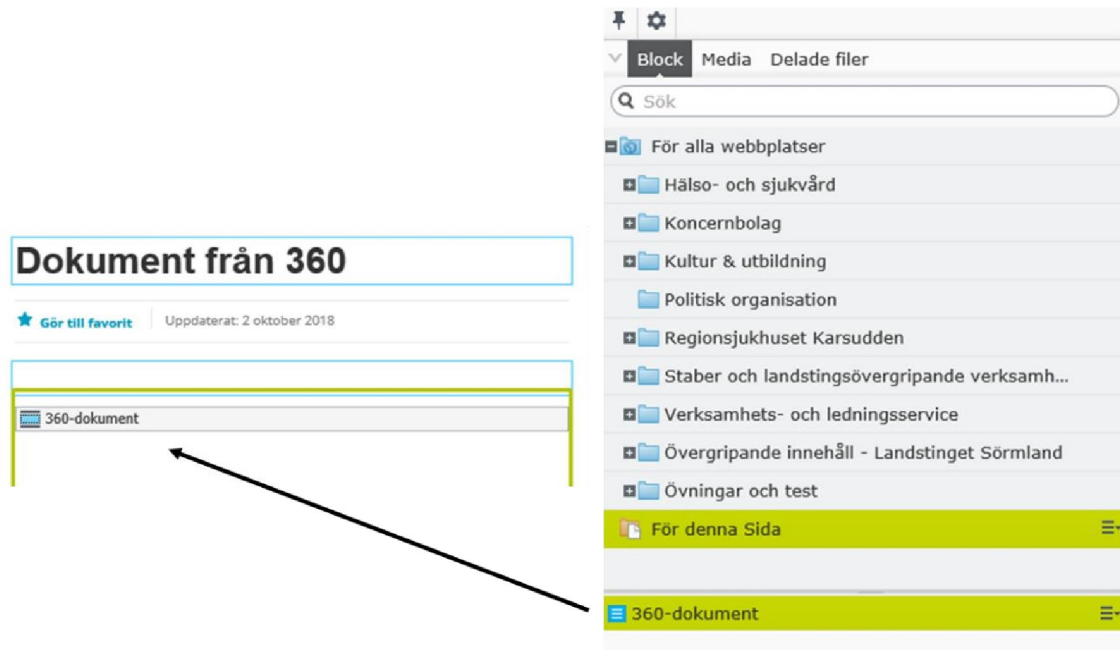 Dokument från 360
Gör till favorit
Uppdaterat: 2 oktober 2018
360-dokument
Block Media Delade filer
Sök
För alla webbplatser
Hälso- och sjukvård
Koncernbolag
Kultur & utbildning
Politisk organisation
Regionsjukhuset Karsudden
Staber och landstingsövergripande verksamh...
Verksamhets- och ledningsservice
Övergripande innehåll - Landstinget Sörmland
Övningar och test
För denna Sida
360-dokument